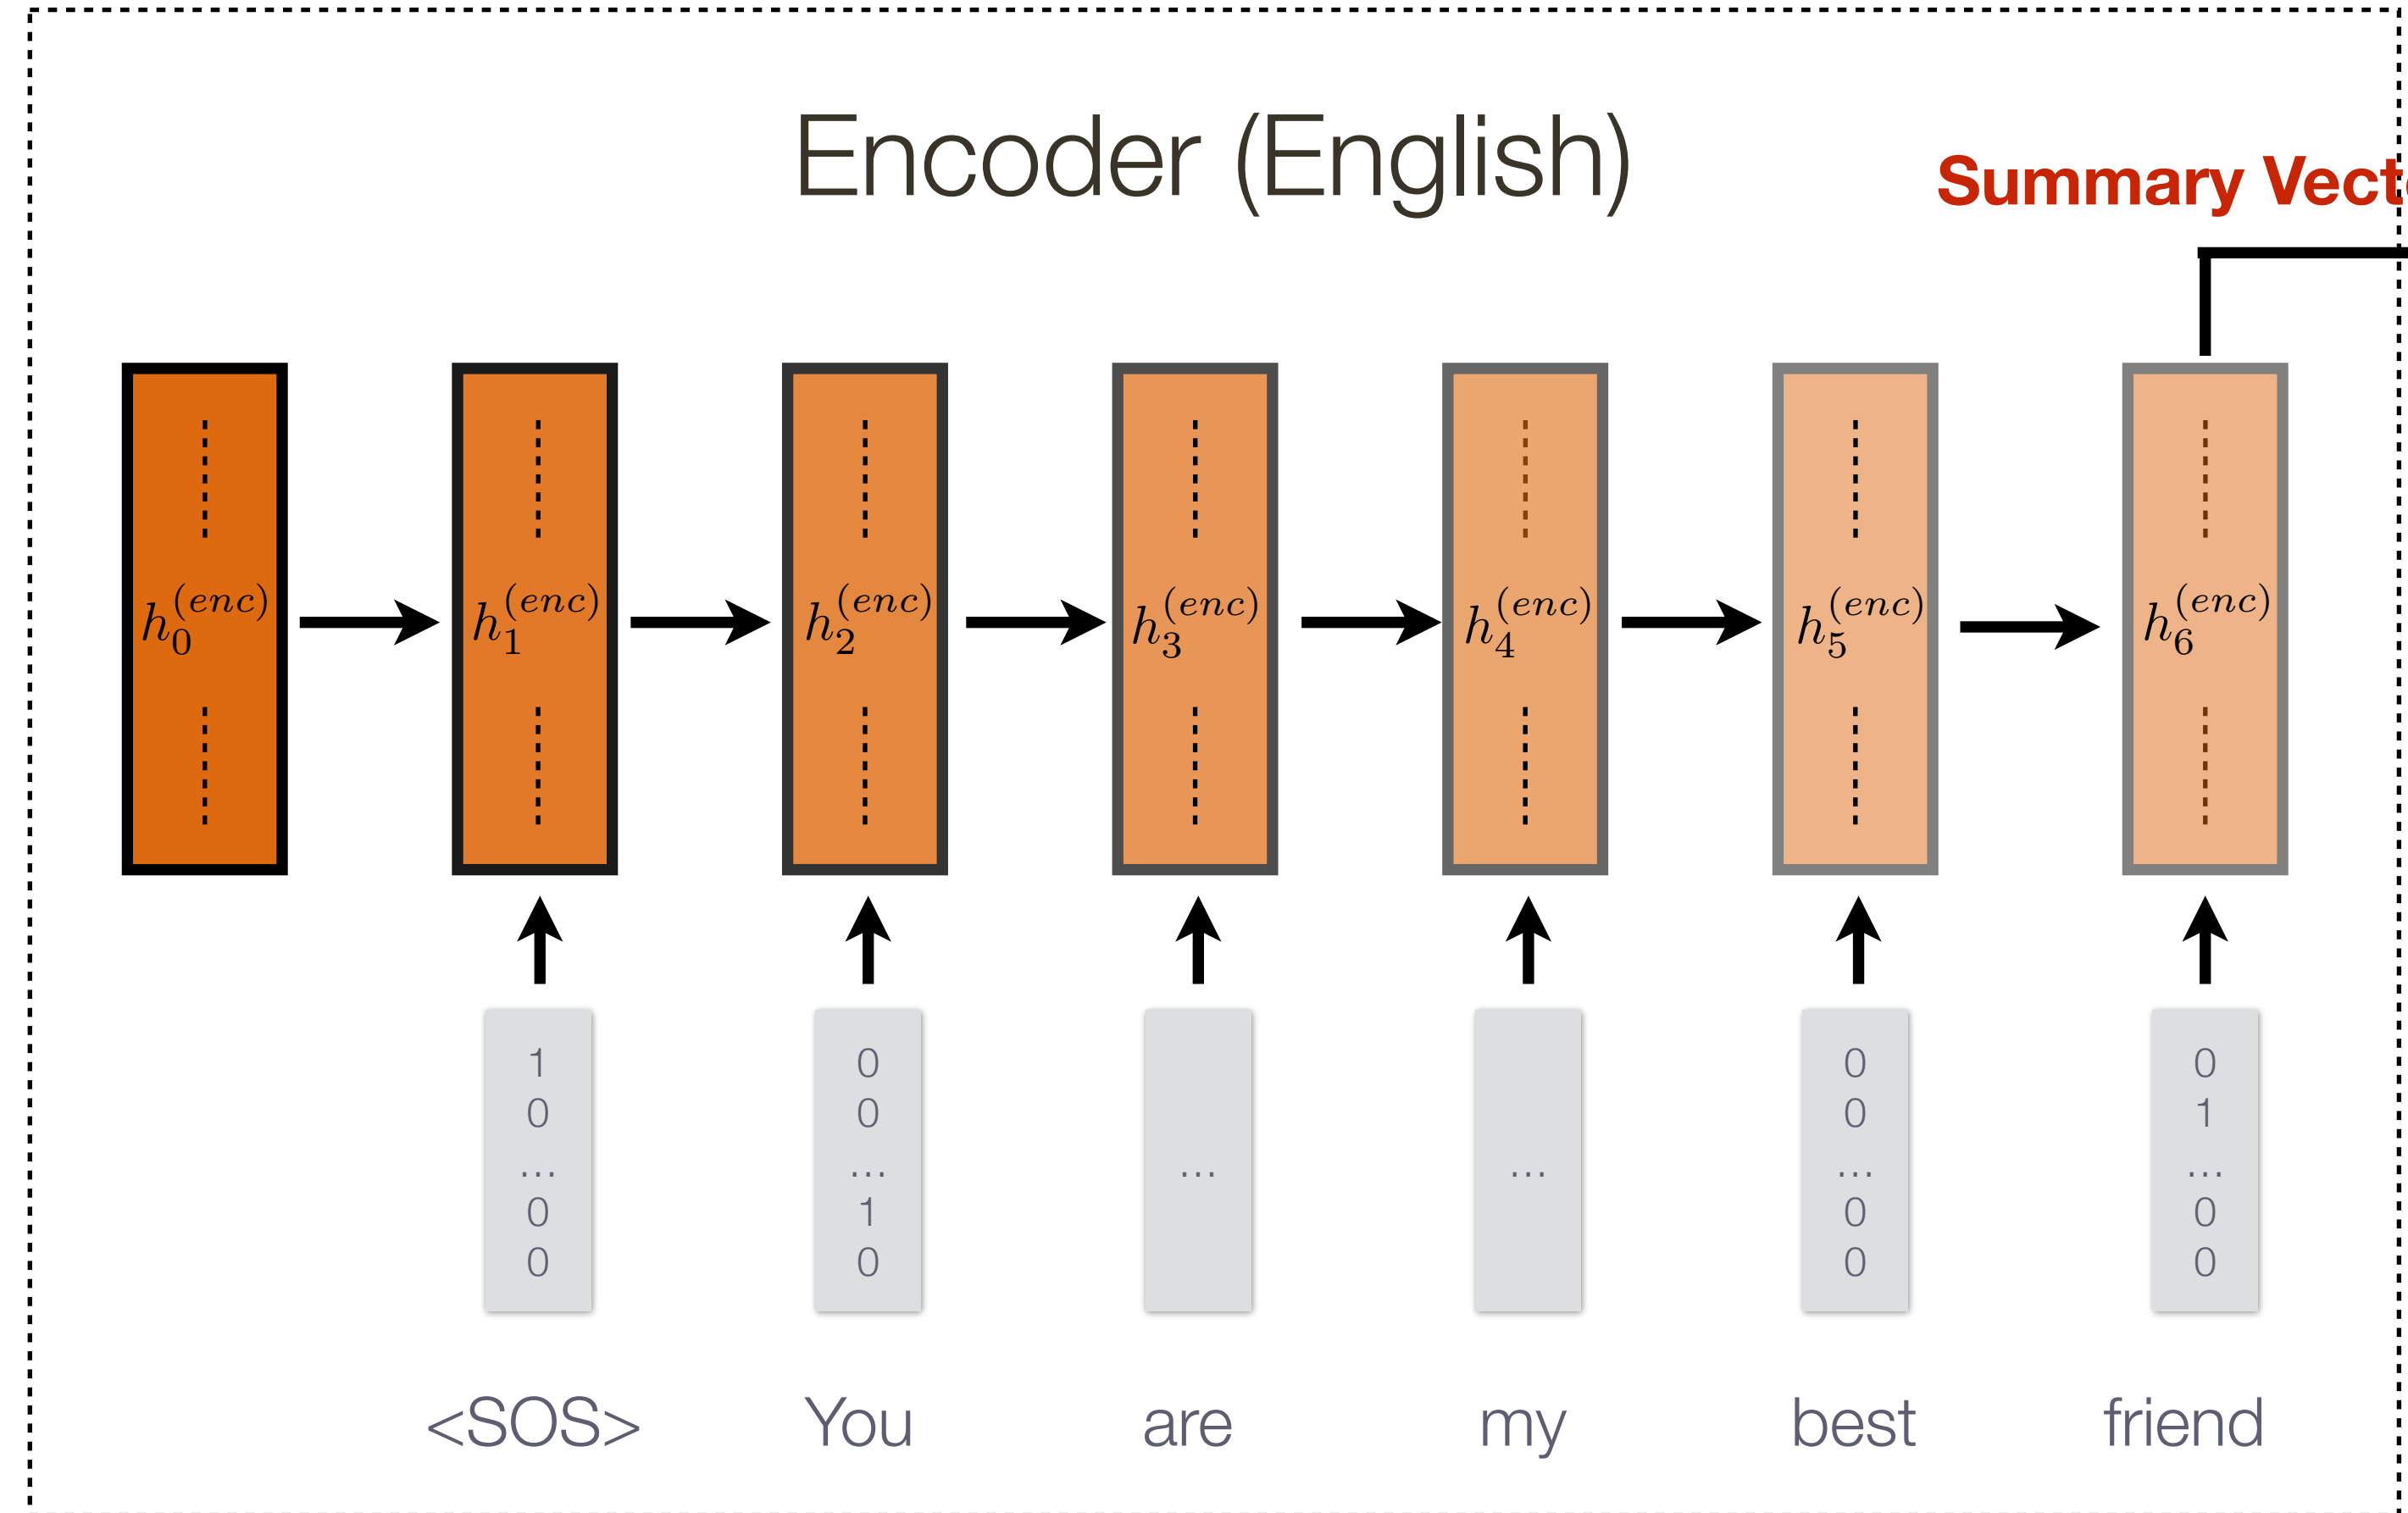 Encoder (English)
Summary Vect
h_0^{(enc)} h_1^{(enc)} h_2^{(enc)} h_3^{(enc)} h_4^{(enc)} h_5^{(enc)} h_6^{(enc)}
1 0 0 0
0 0 0 1
... ... ... ... ... ...
0 1 0 0
0 0 0 0
<SOS> You are my best friend